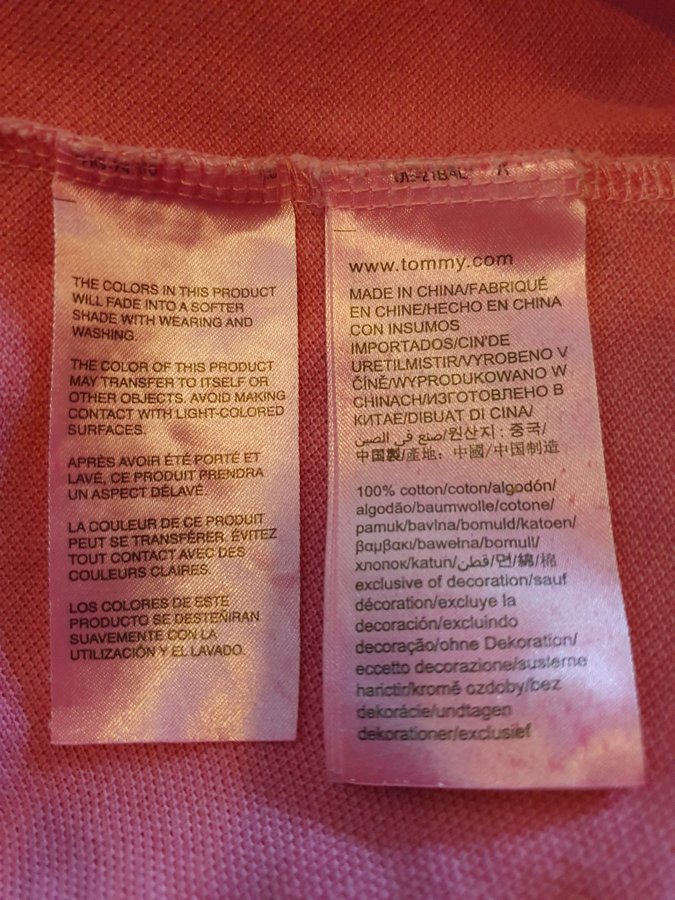 THE COLORS IN THIS PRODUCT
WILL FADE INTO A SOFTER
SHADE WITH WEARING AND
WASHING.
THE COLOR OF THIS PRODUCT
MAY TRANSFER TO ITSELF OR
OTHER OBJECTS. AVOID MAKING
CONTACT WITH LIGHT-COLORED
SURFACES.
APRÈS AVOIR ÉTÉ PORTÉ ET
LAVÉ, CE PRODUIT PRENDRA
UN ASPECT DÉLAVÉ.
LA COULEUR DE CE PRODUIT
PEUT SE TRANSFÉRER. ÉVITEZ
TOUT CONTACT AVEC DES
COULEURS CLAIRES.
LOS COLORES DE ESTE
PRODUCTO SE DESTEÑIRAN
SUAVEMENTE CON LA
UTILIZACIÓN Y EL LAVADO.
www.tommy.com
MADE IN CHINA/FABRIQUÉ
EN CHINE/HECHO EN CHINA
CON INSUMOS
IMPORTADOS/CIN'DE
URETILMISTIR/VYROBENO V
ČÍNĚ/WYPRODUKOWANO W
CHINACH/ИЗГОТОВЛЕНО В
КИТАЕ/DIBUAT DI CINA/
صنع في الصين/원산지 : 중국/
中国製/產地：中國/中国制造
100% cotton/coton/algodón/
algodão/baumwolle/cotone/
pamuk/bavlna/bomuld/katoen/
βαμβακι/bawełna/bomull/
хлопок/katun/قطن/면/綿/棉
exclusive of decoration/sauf
décoration/excluye la
decoración/excluindo
decoração/ohne Dekoration/
eccetto decorazione/susleme
harictir/kromě ozdoby/bez
dekorácie/undtagen
dekorationer/exclusief